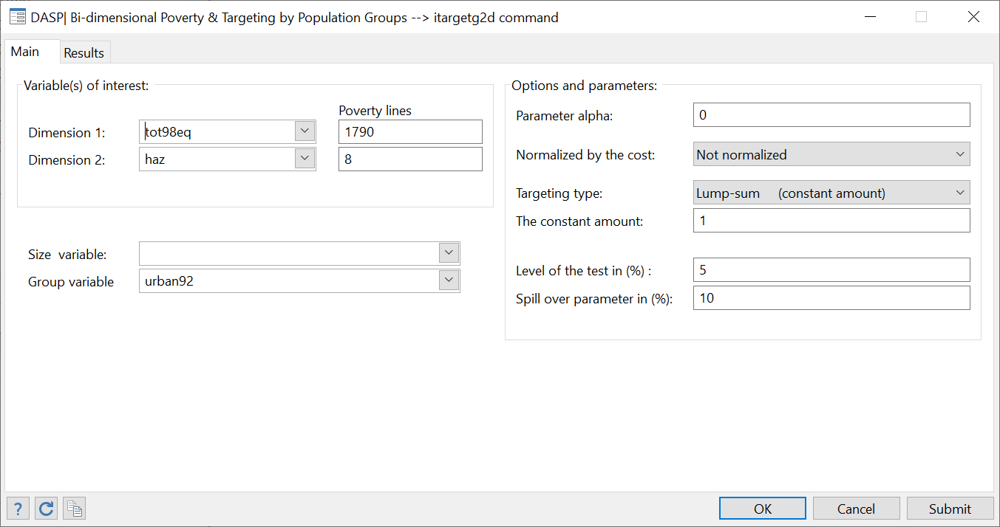 DASP| Bi-dimensional Poverty & Targeting by Population Groups --> itargetg2d command
Main
Results
Variable(s) of interest:
Poverty lines
Dimension 1:
tot98eq
1790
Dimension 2:
haz
8
Size variable:
Group variable
urban92
Options and parameters:
Parameter alpha:
0
Normalized by the cost:
Not normalized
Targeting type:
Lump-sum (constant amount)
The constant amount:
1
Level of the test in (%) :
5
Spill over parameter in (%):
10
?
OK
Cancel
Submit